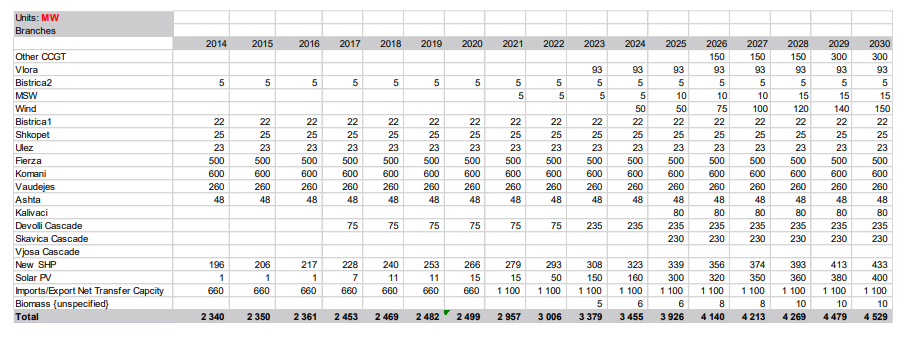 Units: MW
Branches
2014 2015 2016 2017 2018 2019 2020 2021 2022 2023 2024 2025 2026 2027 2028 2029 2030
Other CCGT 150 150 150 300 300
Vlora 93 93 93 93 93 93 93 93
Bistrica2 5 5 5 5 5 5 5 5 5 5 5 5 5 5 5 5 5
MSW 5 5 5 5 10 10 10 15 15 15
Wind 50 50 75 100 120 140 150
Bistrica1 22 22 22 22 22 22 22 22 22 22 22 22 22 22 22 22 22
Shkopet 25 25 25 25 25 25 25 25 25 25 25 25 25 25 25 25 25
Ulez 23 23 23 23 23 23 23 23 23 23 23 23 23 23 23 23 23
Fierza 500 500 500 500 500 500 500 500 500 500 500 500 500 500 500 500 500
Komani 600 600 600 600 600 600 600 600 600 600 600 600 600 600 600 600 600
Vaudejes 260 260 260 260 260 260 260 260 260 260 260 260 260 260 260 260 260
Ashta 48 48 48 48 48 48 48 48 48 48 48 48 48 48 48 48 48
Kalivaci 80 80 80 80 80 80
Devolli Cascade 75 75 75 75 75 75 235 235 235 235 235 235 235 235
Skavica Cascade 230 230 230 230 230 230
Vjosa Cascade
New SHP 196 206 217 228 240 253 266 279 293 308 323 339 356 374 393 413 433
Solar PV 1 1 1 7 11 11 15 15 50 150 160 300 320 350 360 380 400
Imports/Export Net Transfer Capcity 660 660 660 660 660 660 660 1 100 1 100 1 100 1 100 1 100 1 100 1 100 1 100 1 100 1 100
Biomass {unspecified} 5 6 6 8 8 10 10 10
Total 2 340 2 350 2 361 2 453 2 469 2 482 2 499 2 957 3 006 3 379 3 455 3 926 4 140 4 213 4 269 4 479 4 529